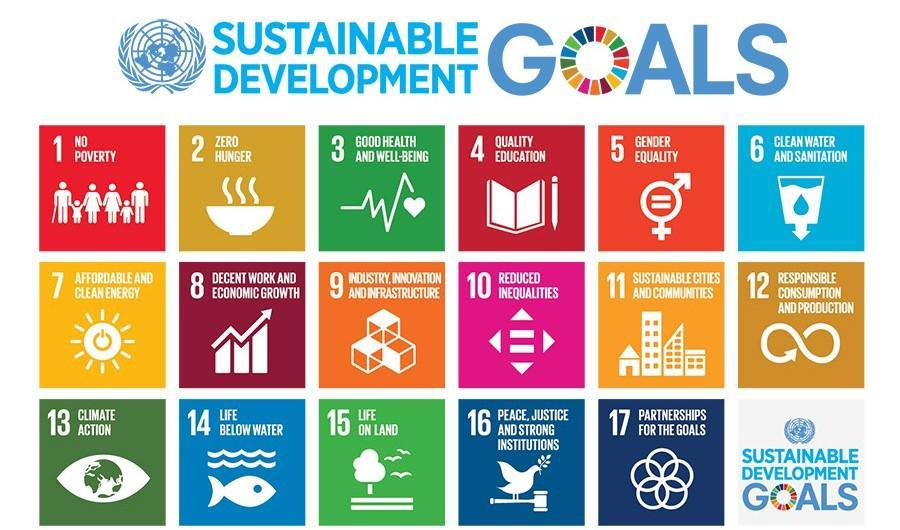 SUSTAINABLE
DEVELOPMENT
GOALS
1 NO
POVERTY
2 ZERO
HUNGER
3 GOOD HEALTH
AND WELL-BEING
4 QUALITY
EDUCATION
5 GENDER
EQUALITY
6 CLEAN WATER
AND SANITATION
7 AFFORDABLE AND
CLEAN ENERGY
8 DECENT WORK AND
ECONOMIC GROWTH
9 INDUSTRY, INNOVATION
AND INFRASTRUCTURE
10 REDUCED
INEQUALITIES
11 SUSTAINABLE CITIES
AND COMMUNITIES
12 RESPONSIBLE
CONSUMPTION
AND PRODUCTION
13 CLIMATE
ACTION
14 LIFE
BELOW WATER
15 LIFE
ON LAND
16 PEACE, JUSTICE
AND STRONG
INSTITUTIONS
17 PARTNERSHIPS
FOR THE GOALS
SUSTAINABLE
DEVELOPMENT
GOALS